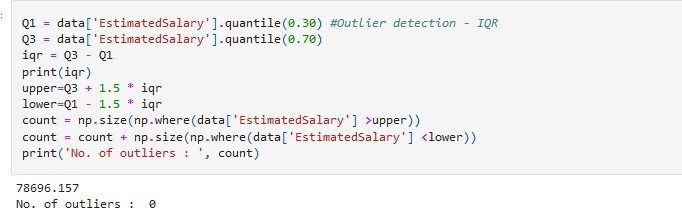 Q1 = data['EstimatedSalary'].quantile(0.30) #Outlier detection - IQR
Q3 = data['EstimatedSalary'].quantile(0.70)
iqr = Q3 - Q1
print(iqr)
upper=Q3 + 1.5 * iqr
lower=Q1 - 1.5 * iqr
count = np.size(np.where(data['EstimatedSalary'] >upper))
count = count + np.size(np.where(data['EstimatedSalary'] <lower))
print('No. of outliers : ', count)
78696.157
No. of outliers :  0